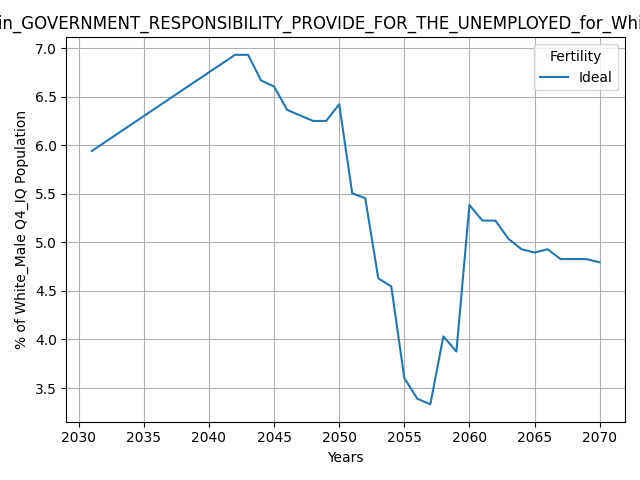 in_GOVERNMENT_RESPONSIBILITY_PROVIDE_FOR_THE_UNEMPLOYED_for_Whi
Fertility
Ideal
% of White_Male Q4_IQ Population
7.0
6.5
6.0
5.5
5.0
4.5
4.0
3.5
2030 2035 2040 2045 2050 2055 2060 2065 2070
Years